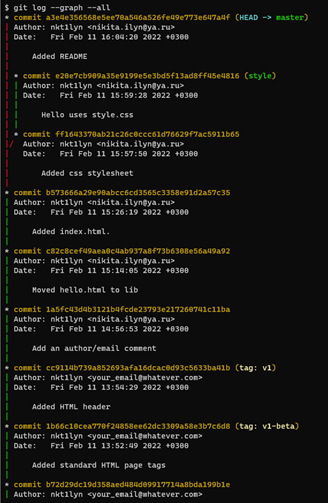 $ git log --graph --all
* commit a3e4e356568e5ee70a546a526fe49e773e647a4f (HEAD -> master)
| Author: nkt1lyn <nikita.ilyn@ya.ru>
| Date:   Fri Feb 11 16:04:20 2022 +0300
|
|     Added README
|
| * commit e20e7cb909a35e9199e5e3bd5f13ad8ff45e4816 (style)
| | Author: nkt1lyn <nikita.ilyn@ya.ru>
| | Date:   Fri Feb 11 15:59:28 2022 +0300
| |
| |     Hello uses style.css
| |
| * commit ff1643370ab21c26c0ccc61d76629f7ac5911b65
|/  Author: nkt1lyn <nikita.ilyn@ya.ru>
|   Date:   Fri Feb 11 15:57:50 2022 +0300
|
|       Added css stylesheet
|
* commit b573666a29e90abcc6cd3565c3358e91d2a57c35
| Author: nkt1lyn <nikita.ilyn@ya.ru>
| Date:   Fri Feb 11 15:26:19 2022 +0300
|
|     Added index.html.
|
* commit c82c8cef49aea0c4ab937a8f73b6308e56a49a92
| Author: nkt1lyn <nikita.ilyn@ya.ru>
| Date:   Fri Feb 11 15:14:05 2022 +0300
|
|     Moved hello.html to lib
|
* commit 1a5fc43d4b3121b4fcde23793e217260741c11ba
| Author: nkt1lyn <nikita.ilyn@ya.ru>
| Date:   Fri Feb 11 14:56:53 2022 +0300
|
|     Add an author/email comment
|
* commit cc9114b739a852693afa16dcac0d93c5633ba41b (tag: v1)
| Author: nkt1lyn <your_email@whatever.com>
| Date:   Fri Feb 11 13:54:29 2022 +0300
|
|     Added HTML header
|
* commit 1b66c10cea770f24858ee62dc3309a58e3b7c6d8 (tag: v1-beta)
| Author: nkt1lyn <your_email@whatever.com>
| Date:   Fri Feb 11 13:52:49 2022 +0300
|
|     Added standard HTML page tags
|
* commit b72d29dc19d358aed484d09917714a8bda199b1e
| Author: nkt1lyn <your_email@whatever.com>